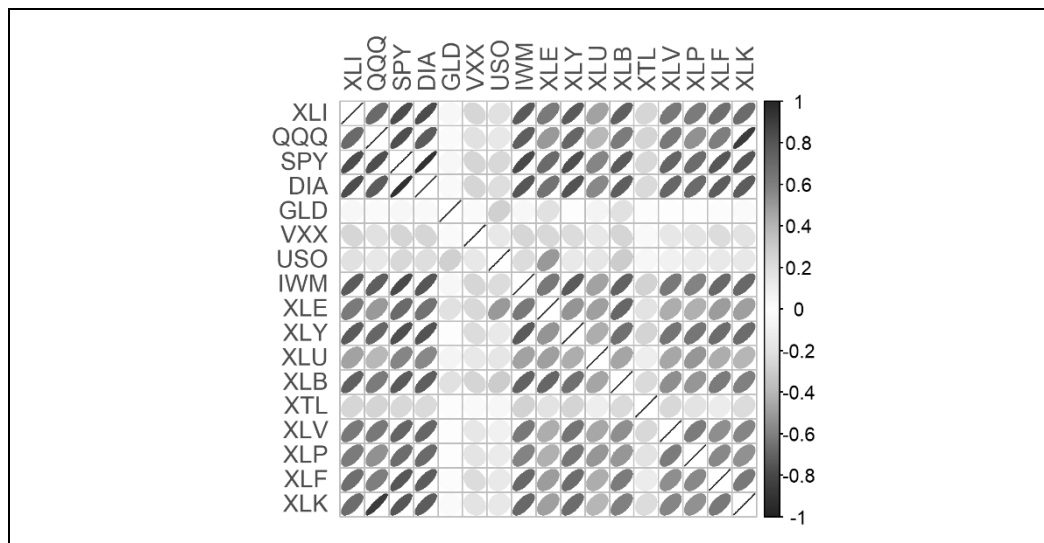 XLI QQQ SPY DIA GLD VXX USO IWM XLE XLY XLU XLB XTL XLV XLP XLF XLK
XLI
QQQ
SPY
DIA
GLD
VXX
USO
IWM
XLE
XLY
XLU
XLB
XTL
XLV
XLP
XLF
XLK
1
0.8
0.6
0.4
0.2
0
-0.2
-0.4
-0.6
-0.8
-1